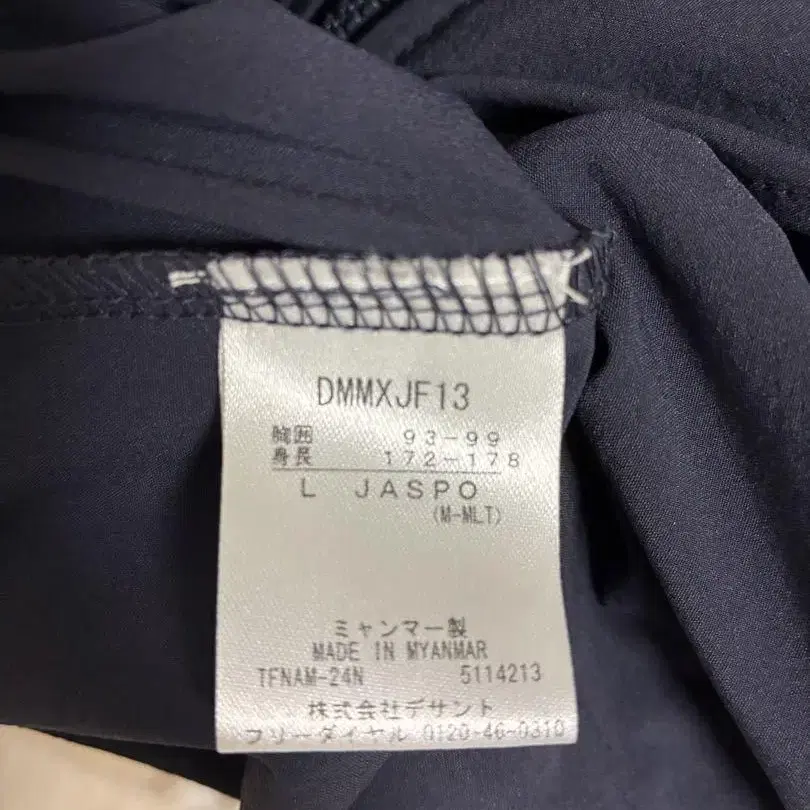 DMMXJF13
胸囲 93-99
身長 172-178
L JASPO
(M-MLT)
ミャンマー製
MADE IN MYANMAR
TFNAM-24N 5114213
株式会社デサント
フリーダイヤル 0120-46-0310